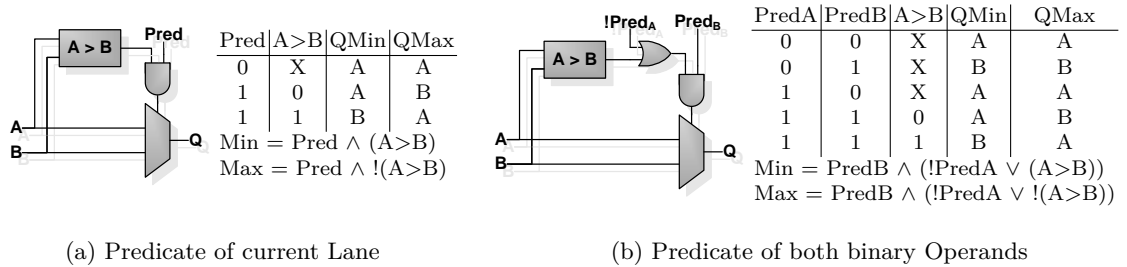 Pred
A > B
A
B
Q
Pred A>B QMin QMax
0 X A A
1 0 A B
1 1 B A
Min = Pred ∧ (A>B)
Max = Pred ∧ !(A>B)
(a) Predicate of current Lane
!PredA PredB
A > B
A
B
Q
PredA PredB A>B QMin QMax
0 0 X A A
0 1 X B B
1 0 X A A
1 1 0 A B
1 1 1 B A
Min = PredB ∧ (!PredA ∨ (A>B))
Max = PredB ∧ (!PredA ∨ !(A>B))
(b) Predicate of both binary Operands